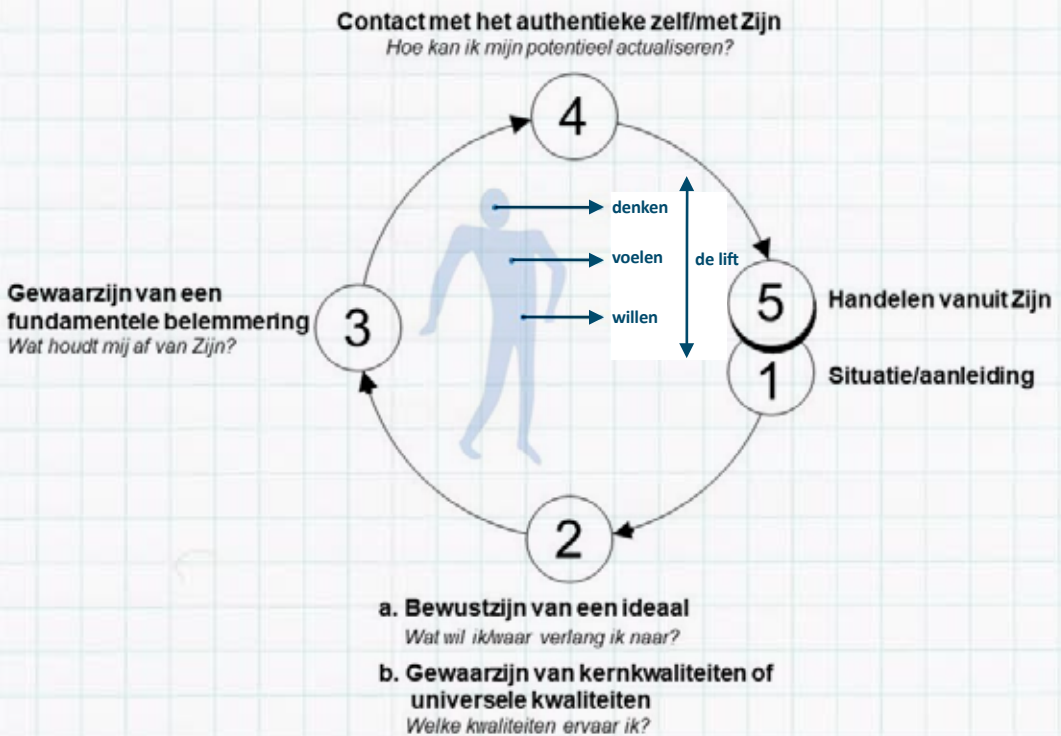 Contact met het authentieke zelf/met Zijn
Hoe kan ik mijn potentieel actualiseren?
4
denken
voelen
de lift
willen
Gewaarzijn van een
fundamentele belemmering
Wat houdt mij af van Zijn?
3
5
Handelen vanuit Zijn
1
Situatie/aanleiding
2
a. Bewustzijn van een ideaal
Wat wil ik/waar verlang ik naar?
b. Gewaarzijn van kernkwaliteiten of
universele kwaliteiten
Welke kwaliteiten ervaar ik?